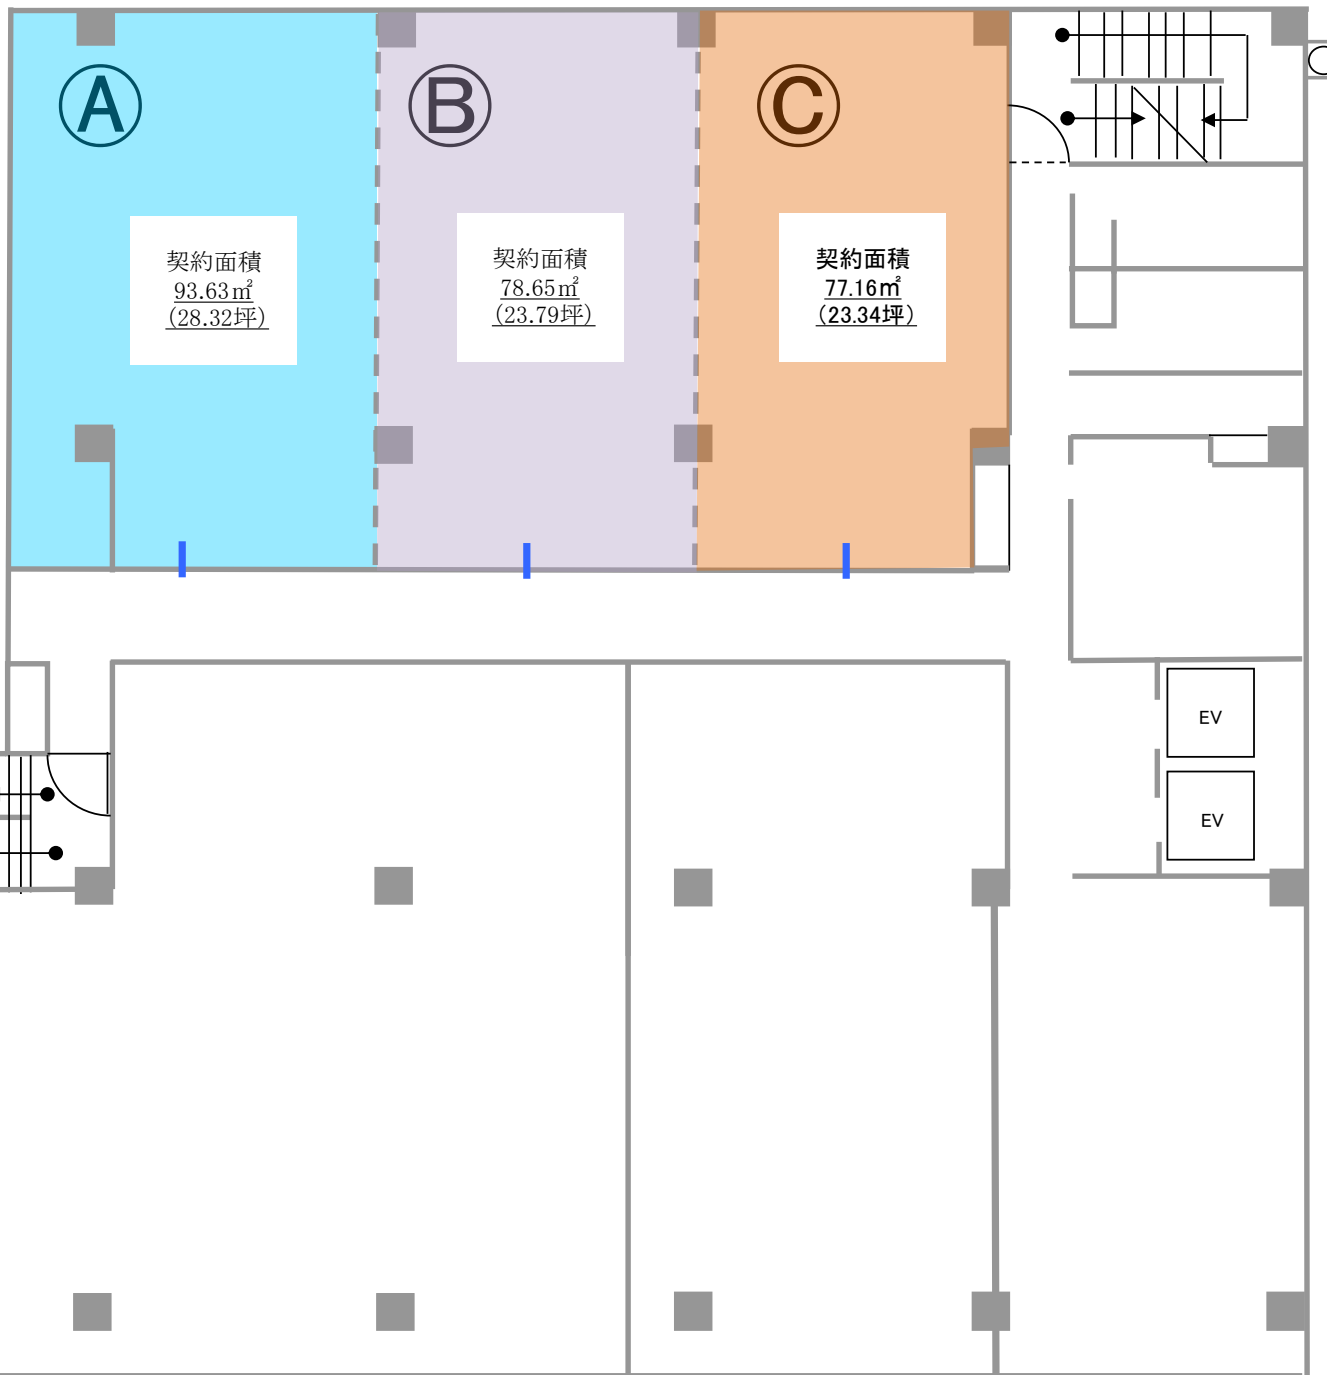 Ⓐ
Ⓑ
Ⓒ
契約面積
93.63㎡
(28.32坪)
契約面積
78.65㎡
(23.79坪)
契約面積
77.16㎡
(23.34坪)
EV
EV